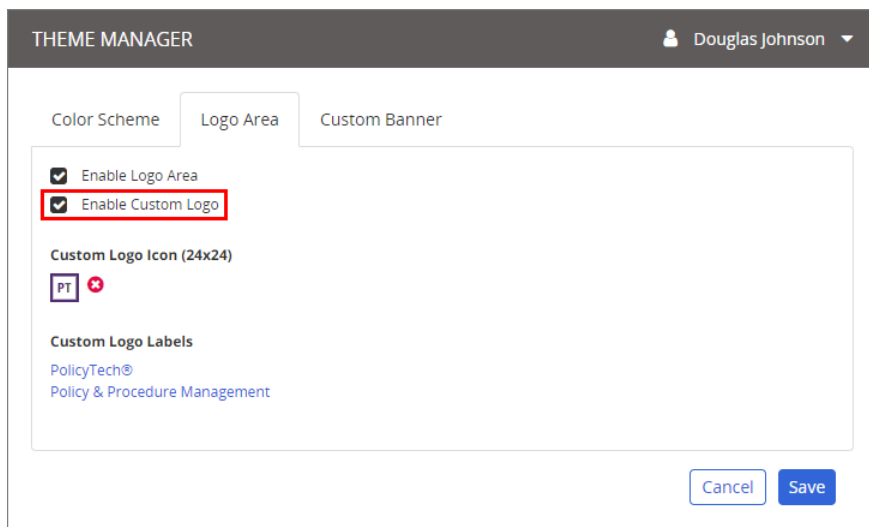 THEME MANAGER
Douglas Johnson
Color Scheme
Logo Area
Custom Banner
Enable Logo Area
Enable Custom Logo
Custom Logo Icon (24x24)
PT
Custom Logo Labels
PolicyTech®
Policy & Procedure Management
Cancel
Save